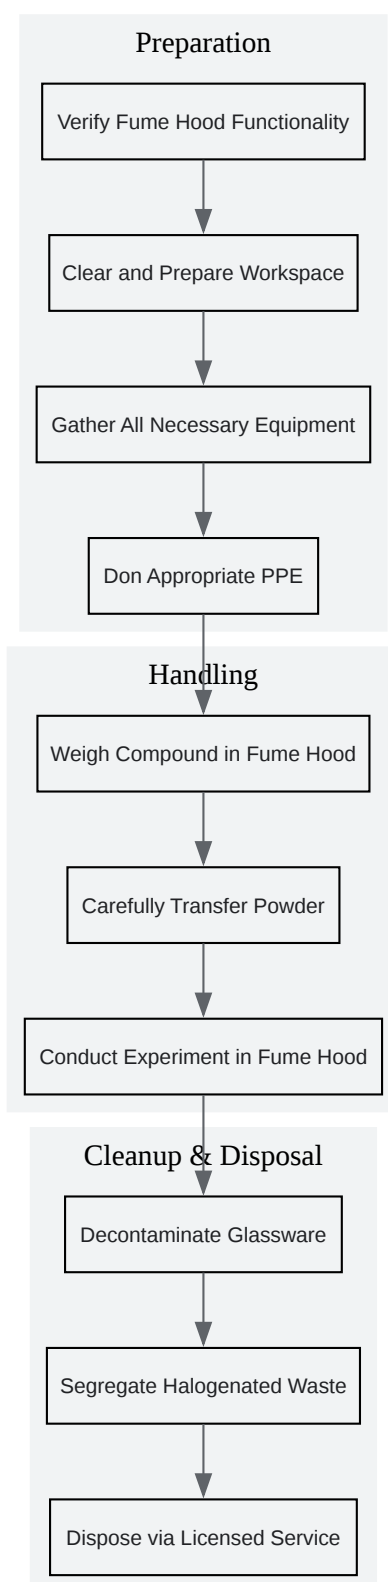 Preparation
Verify Fume Hood Functionality
Clear and Prepare Workspace
Gather All Necessary Equipment
Don Appropriate PPE
Handling
Weigh Compound in Fume Hood
Carefully Transfer Powder
Conduct Experiment in Fume Hood
Cleanup & Disposal
Decontaminate Glassware
Segregate Halogenated Waste
Dispose via Licensed Service